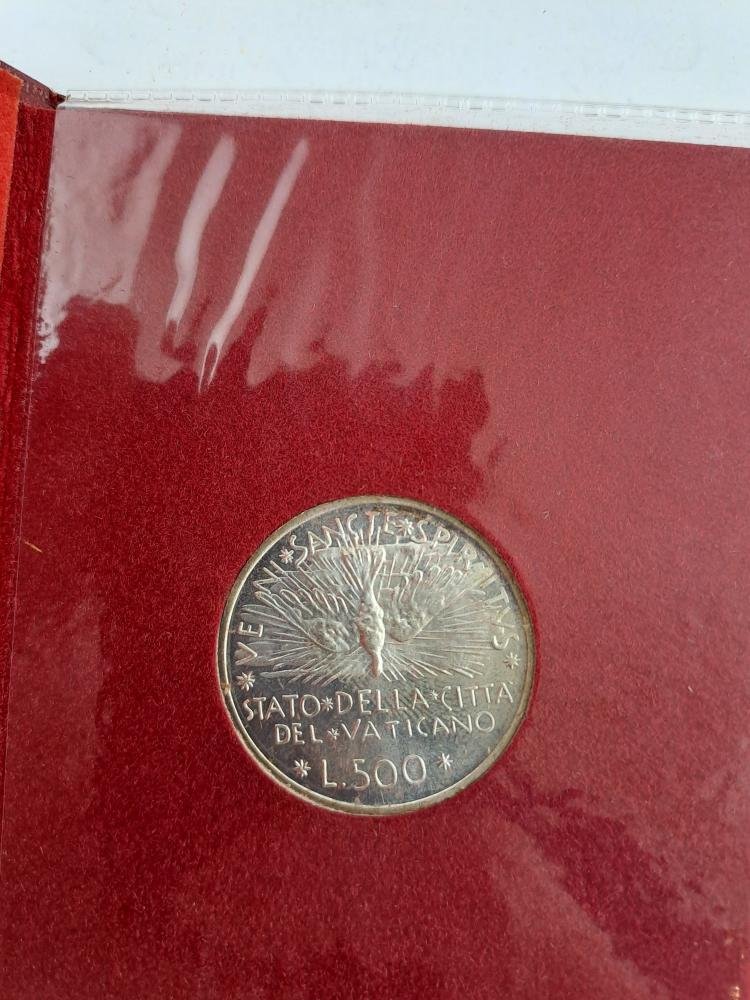 *VENI*SANCTE*SPIRITUS*
STATO*DELLA*CITTA
DEL*VATICANO
*L.500*